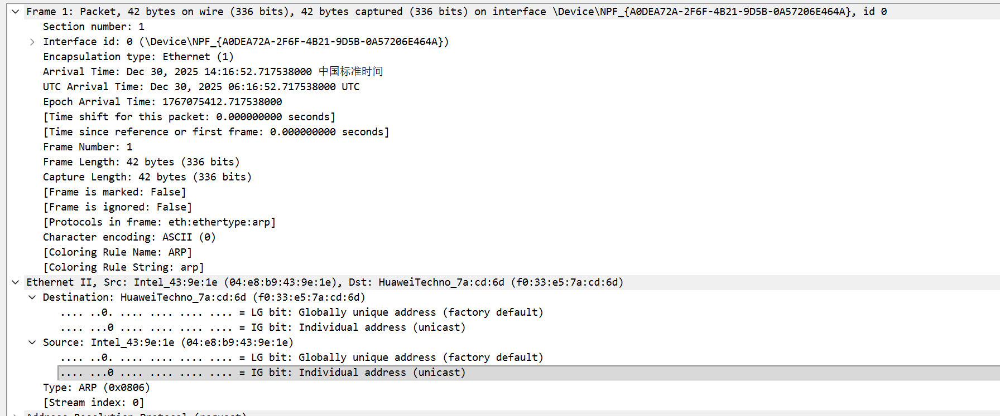 Frame 1: Packet, 42 bytes on wire (336 bits), 42 bytes captured (336 bits) on interface \Device\NPF_{A0DEA72A-2F6F-4B21-9D5B-0A57206E464A}, id 0
Section number: 1
Interface id: 0 (\Device\NPF_{A0DEA72A-2F6F-4B21-9D5B-0A57206E464A})
Encapsulation type: Ethernet (1)
Arrival Time: Dec 30, 2025 14:16:52.717538000 中国标准时间
UTC Arrival Time: Dec 30, 2025 06:16:52.717538000 UTC
Epoch Arrival Time: 1767075412.717538000
[Time shift for this packet: 0.000000000 seconds]
[Time since reference or first frame: 0.000000000 seconds]
Frame Number: 1
Frame Length: 42 bytes (336 bits)
Capture Length: 42 bytes (336 bits)
[Frame is marked: False]
[Frame is ignored: False]
[Protocols in frame: eth:ethertype:arp]
Character encoding: ASCII (0)
[Coloring Rule Name: ARP]
[Coloring Rule String: arp]
Ethernet II, Src: Intel_43:9e:1e (04:e8:b9:43:9e:1e), Dst: HuaweiTechno_7a:cd:6d (f0:33:e5:7a:cd:6d)
Destination: HuaweiTechno_7a:cd:6d (f0:33:e5:7a:cd:6d)
.... ..0. .... .... .... .... = LG bit: Globally unique address (factory default)
.... ...0 .... .... .... .... = IG bit: Individual address (unicast)
Source: Intel_43:9e:1e (04:e8:b9:43:9e:1e)
.... ..0. .... .... .... .... = LG bit: Globally unique address (factory default)
.... ...0 .... .... .... .... = IG bit: Individual address (unicast)
Type: ARP (0x0806)
[Stream index: 0]
Address Resolution Protocol (request)